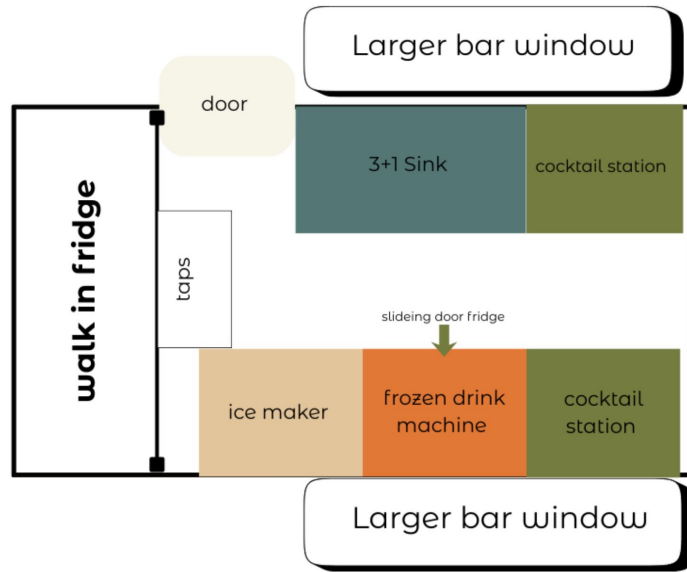 Larger bar window
door
3+1 Sink
cocktail station
walk in fridge
taps
slideing door fridge
ice maker
frozen drink
machine
cocktail
station
Larger bar window